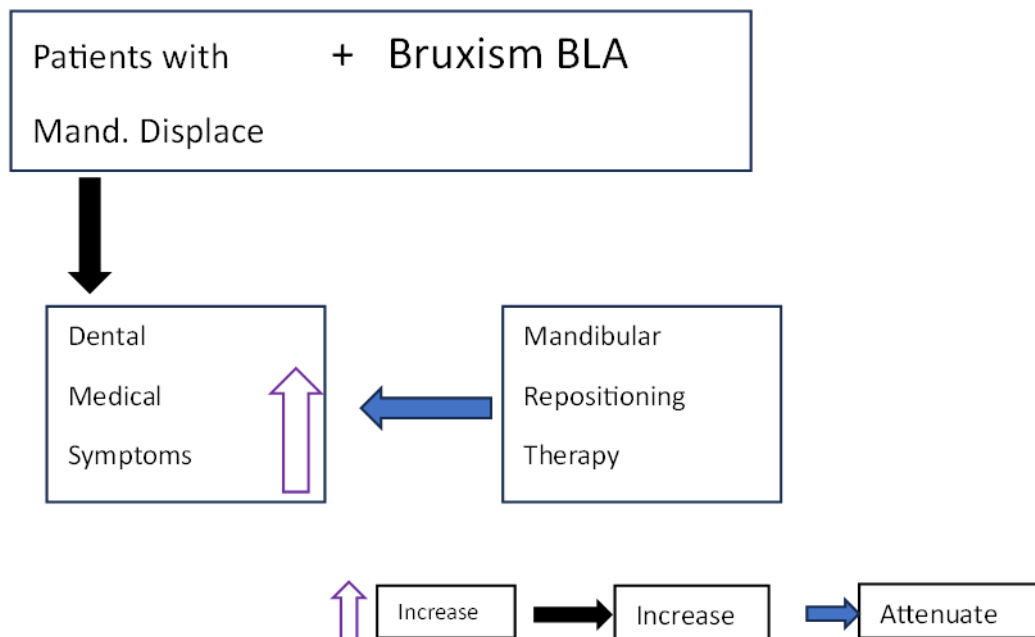 Patients with + Bruxism BLA
Mand. Displace
Dental
Medical
Symptoms
Mandibular
Repositioning
Therapy
Increase
Increase
Attenuate